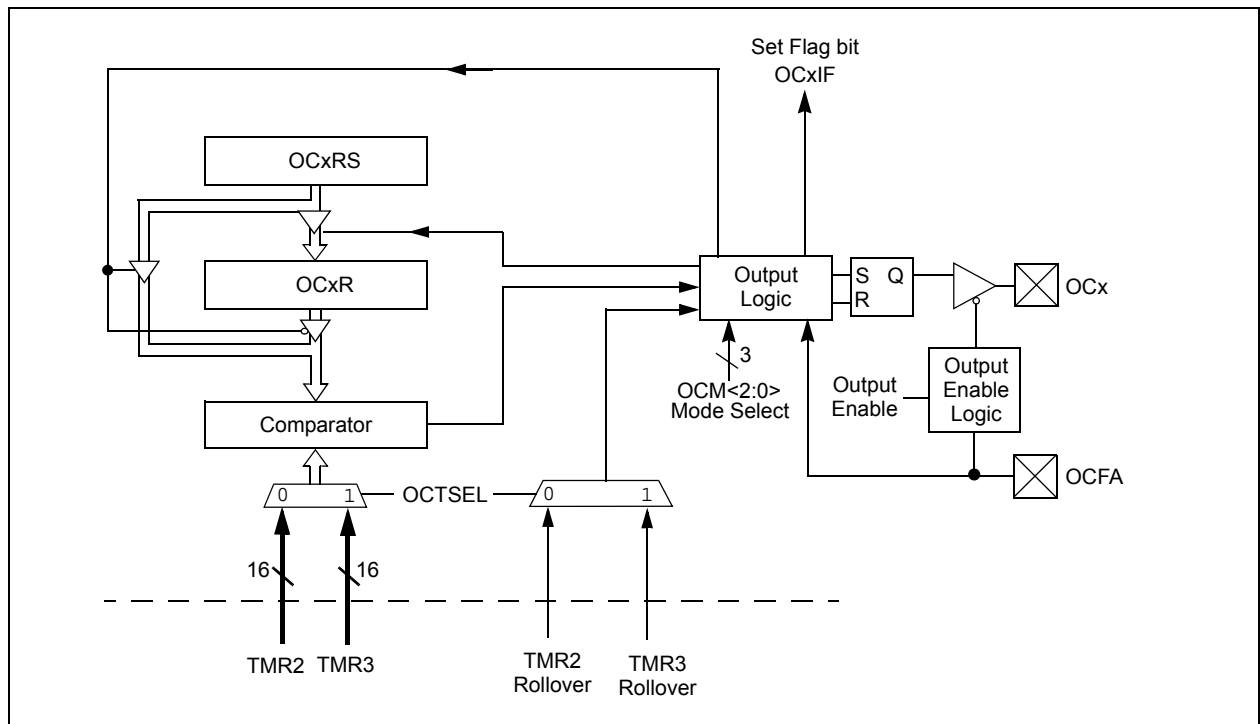 Set Flag bit
OCxIF
OCxRS
OCxR
Output
Logic
S Q
R
OCx
3
OCM<2:0>
Mode Select
Output
Enable
Output
Enable
Logic
Comparator
OCFA
0 1
OCTSEL
0 1
16
16
TMR2
TMR3
TMR2
Rollover
TMR3
Rollover